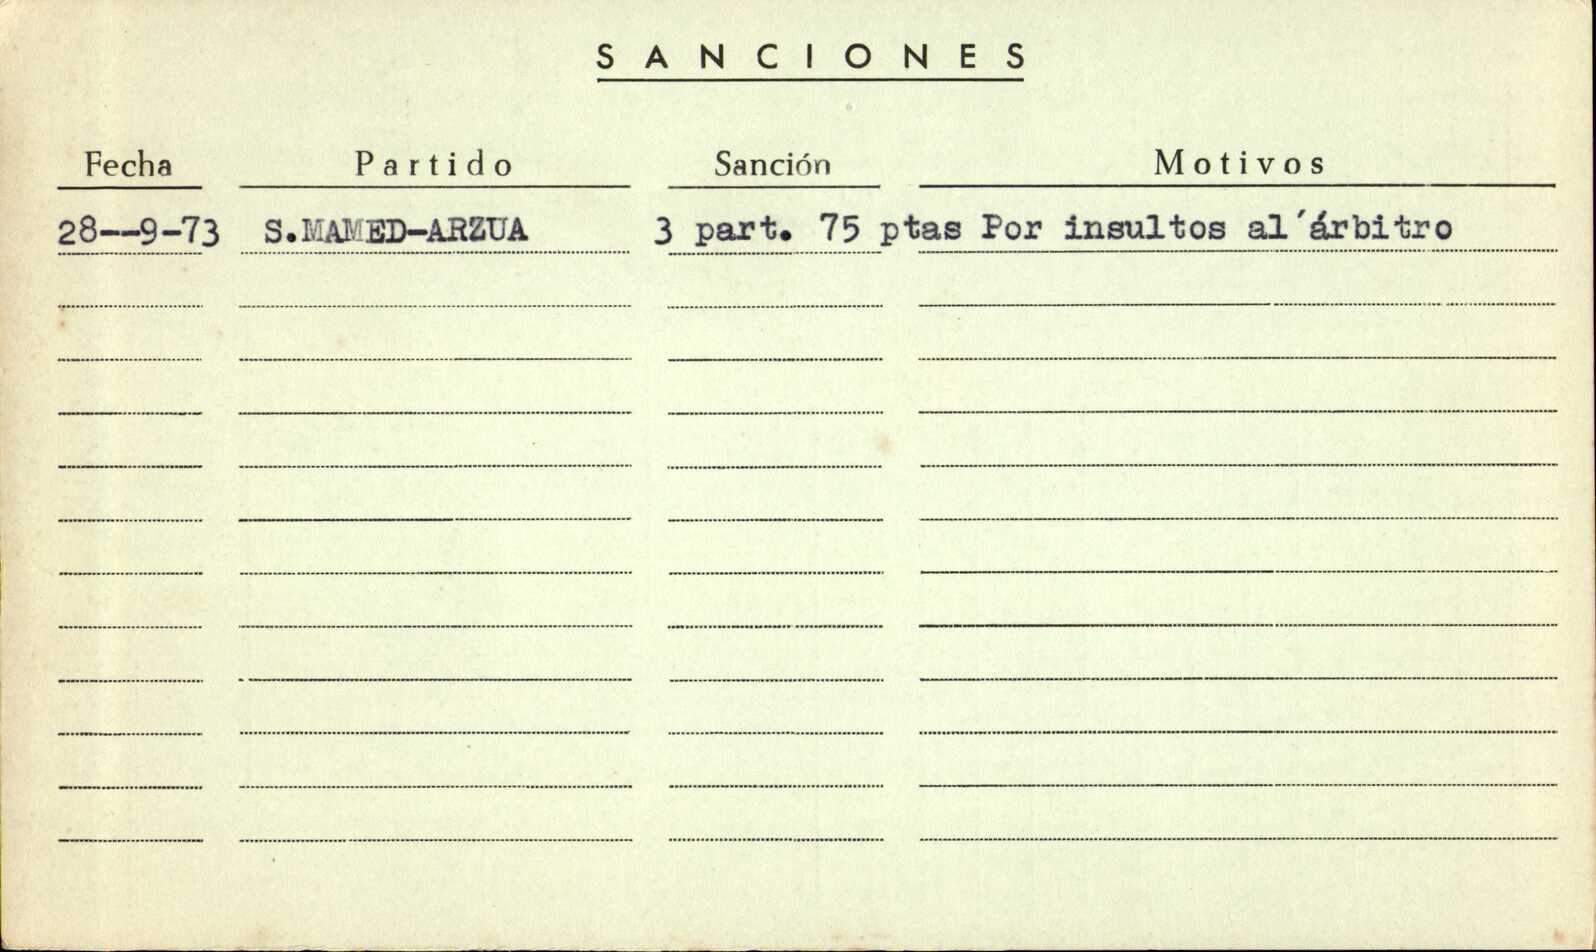 SANCIONES
Fecha Partido Sanción Motivos
28--9-73 S.MAMED-ARZUA 3 part. 75 ptas Por insultos al´árbitro